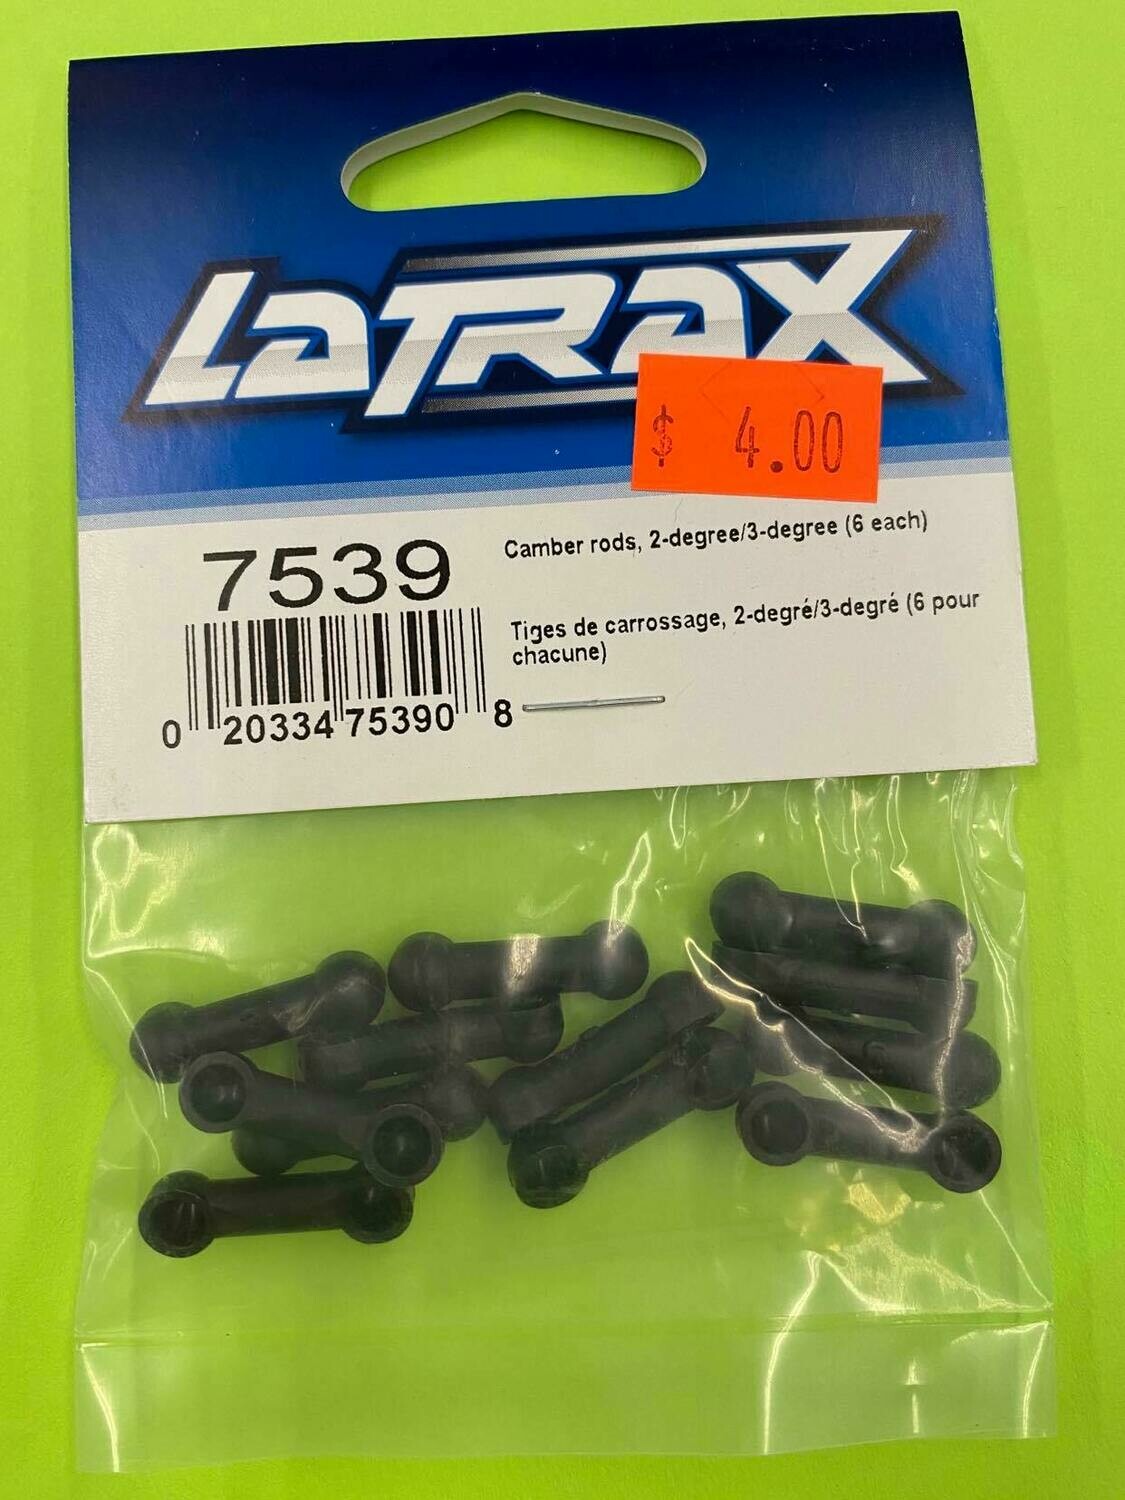 LaTRAX
$ 4.00
7539
Camber rods, 2-degree/3-degree (6 each)
Tiges de carrossage, 2-degré/3-degré (6 pour
chacune)
0 20334 75390 8